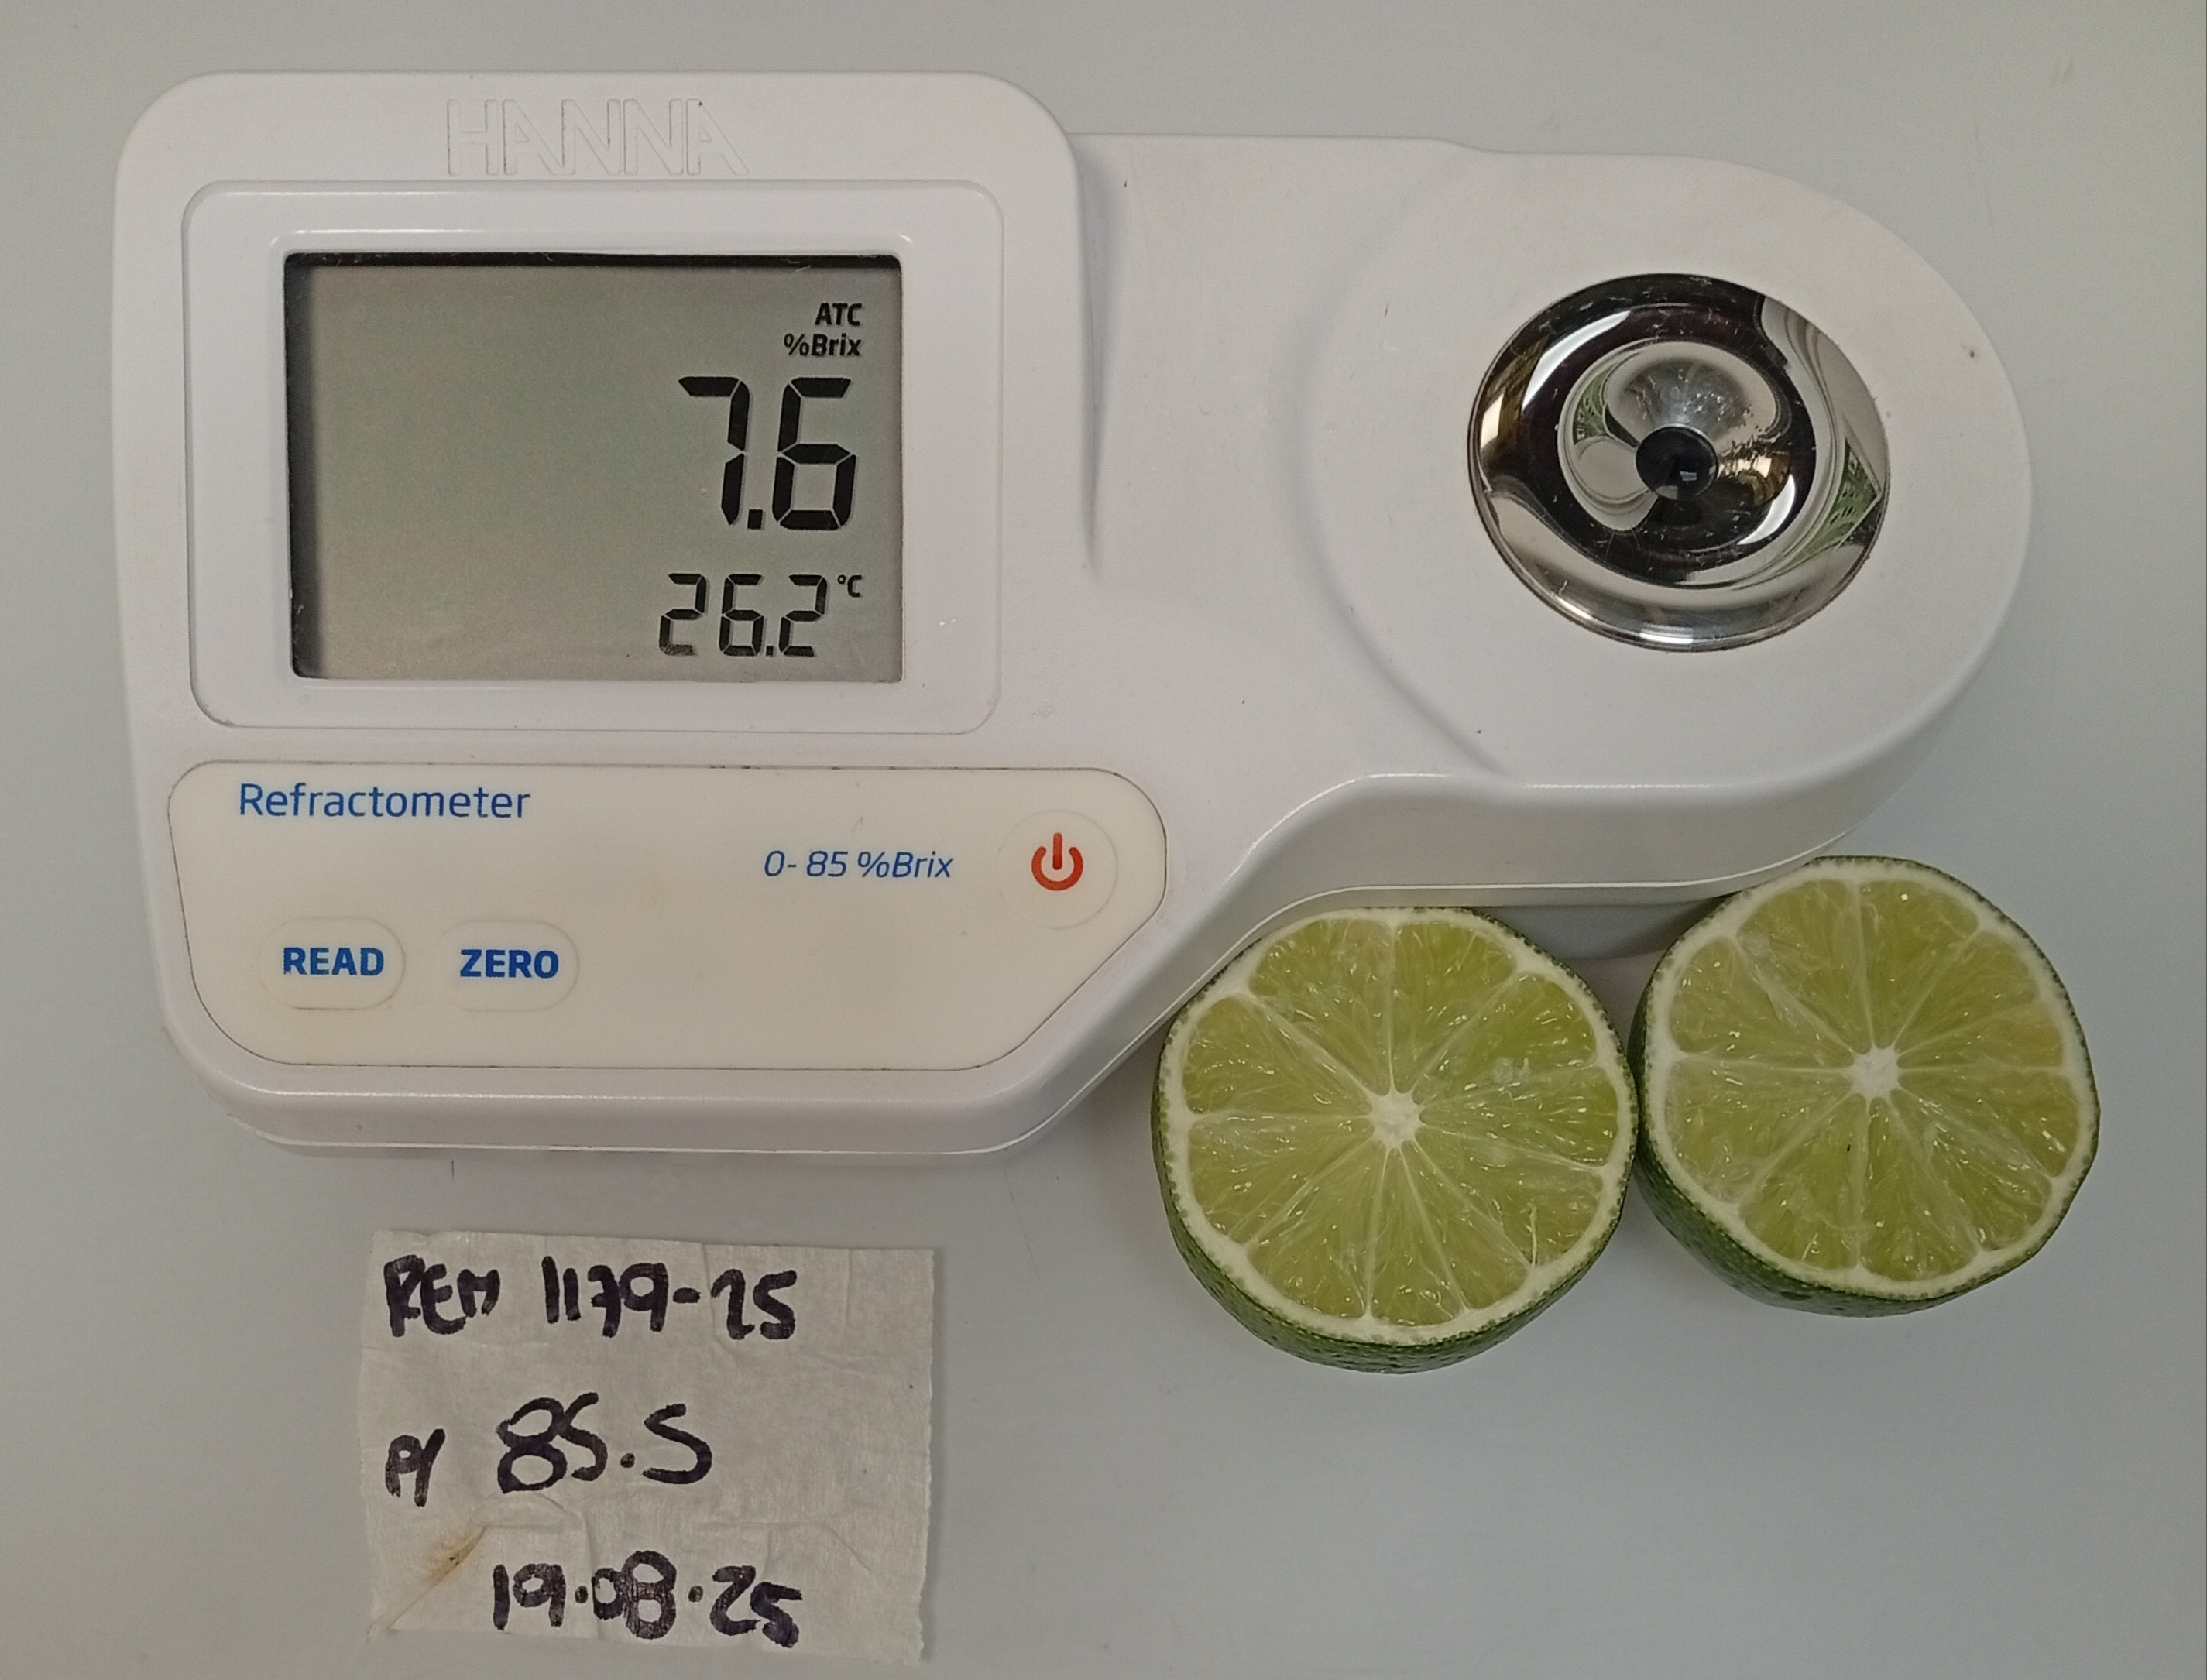 HANNA
ATC
%Brix
7.6
26.2 °C
Refractometer
0-85 %Brix
READ ZERO
REM 1179-25
P/ 85.5
19.08.25